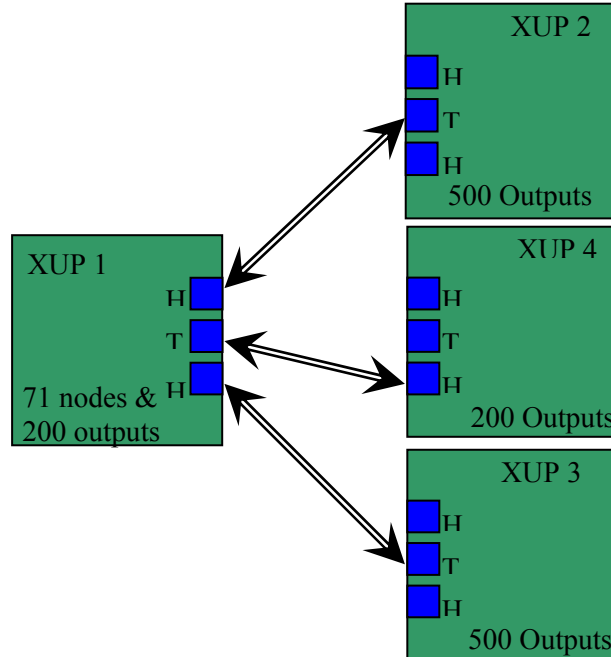 XUP 2
H
T
H
500 Outputs
XUP 1
H
T
H
71 nodes &
200 outputs
XUP 4
H
T
H
200 Outputs
XUP 3
H
T
H
500 Outputs